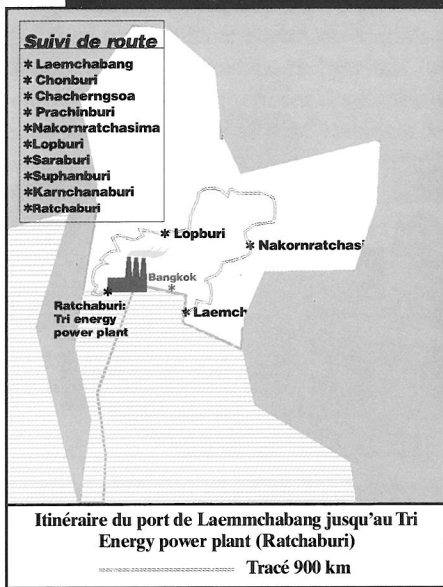 Suivi de route
* Laemchabang
* Chonburi
* Chacherngsoa
* Prachinburi
*Nakornratchasima
*Lopburi
*Saraburi
*Suphanburi
*Karnchanaburi
*Ratchaburi
* Lopburi
* Nakornratchasi
Bangkok
*
* Laemch
*
Ratchaburi:
Tri energy
power plant
Itinéraire du port de Laemmchabang jusqu'au Tri
Energy power plant (Ratchaburi)
Tracé 900 km